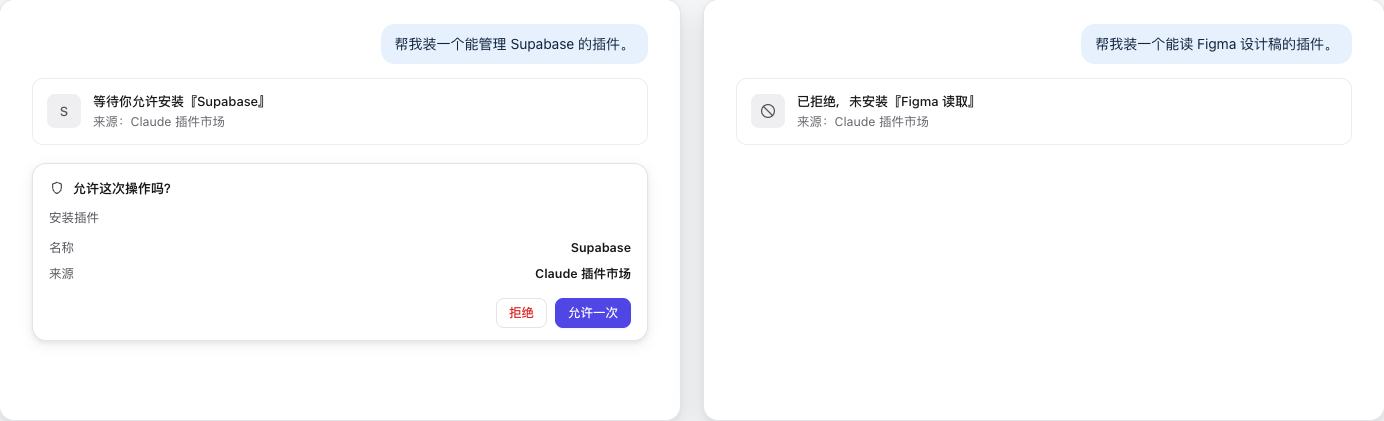 帮我装一个能管理 Supabase 的插件。
S
等待你允许安装『Supabase』
来源：Claude 插件市场
允许这次操作吗？
安装插件
名称 Supabase
来源 Claude 插件市场
拒绝 允许一次
帮我装一个能读 Figma 设计稿的插件。
已拒绝，未安装『Figma 读取』
来源：Claude 插件市场